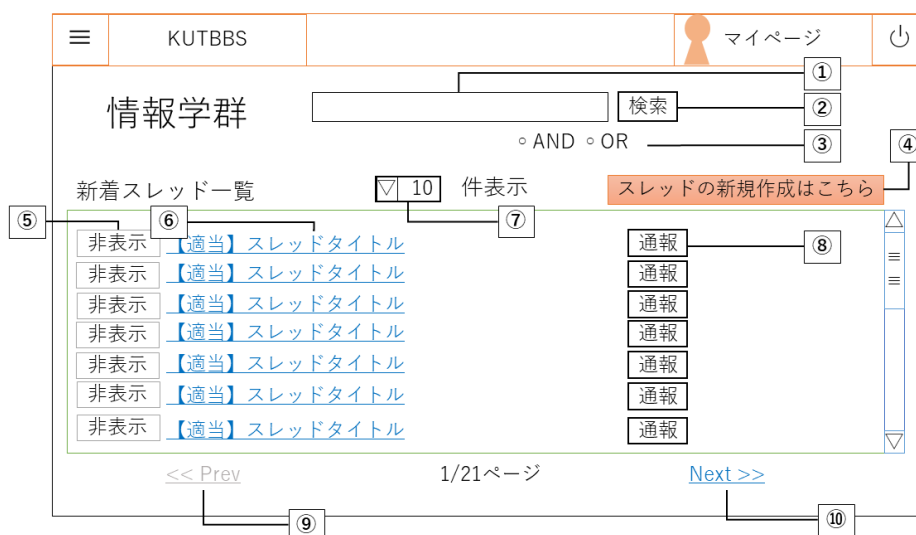 KUTBBS マイページ
①
情報学群 検索 ②
◦ AND ◦ OR ③
④
新着スレッド一覧 ▽ 10 件表示 スレッドの新規作成はこちら
⑤ ⑥ ⑦
非表示 【適当】スレッドタイトル 通報 ⑧
非表示 【適当】スレッドタイトル 通報
非表示 【適当】スレッドタイトル 通報
非表示 【適当】スレッドタイトル 通報
非表示 【適当】スレッドタイトル 通報
非表示 【適当】スレッドタイトル 通報
非表示 【適当】スレッドタイトル 通報
<< Prev 1/21ページ Next >>
⑨ ⑩